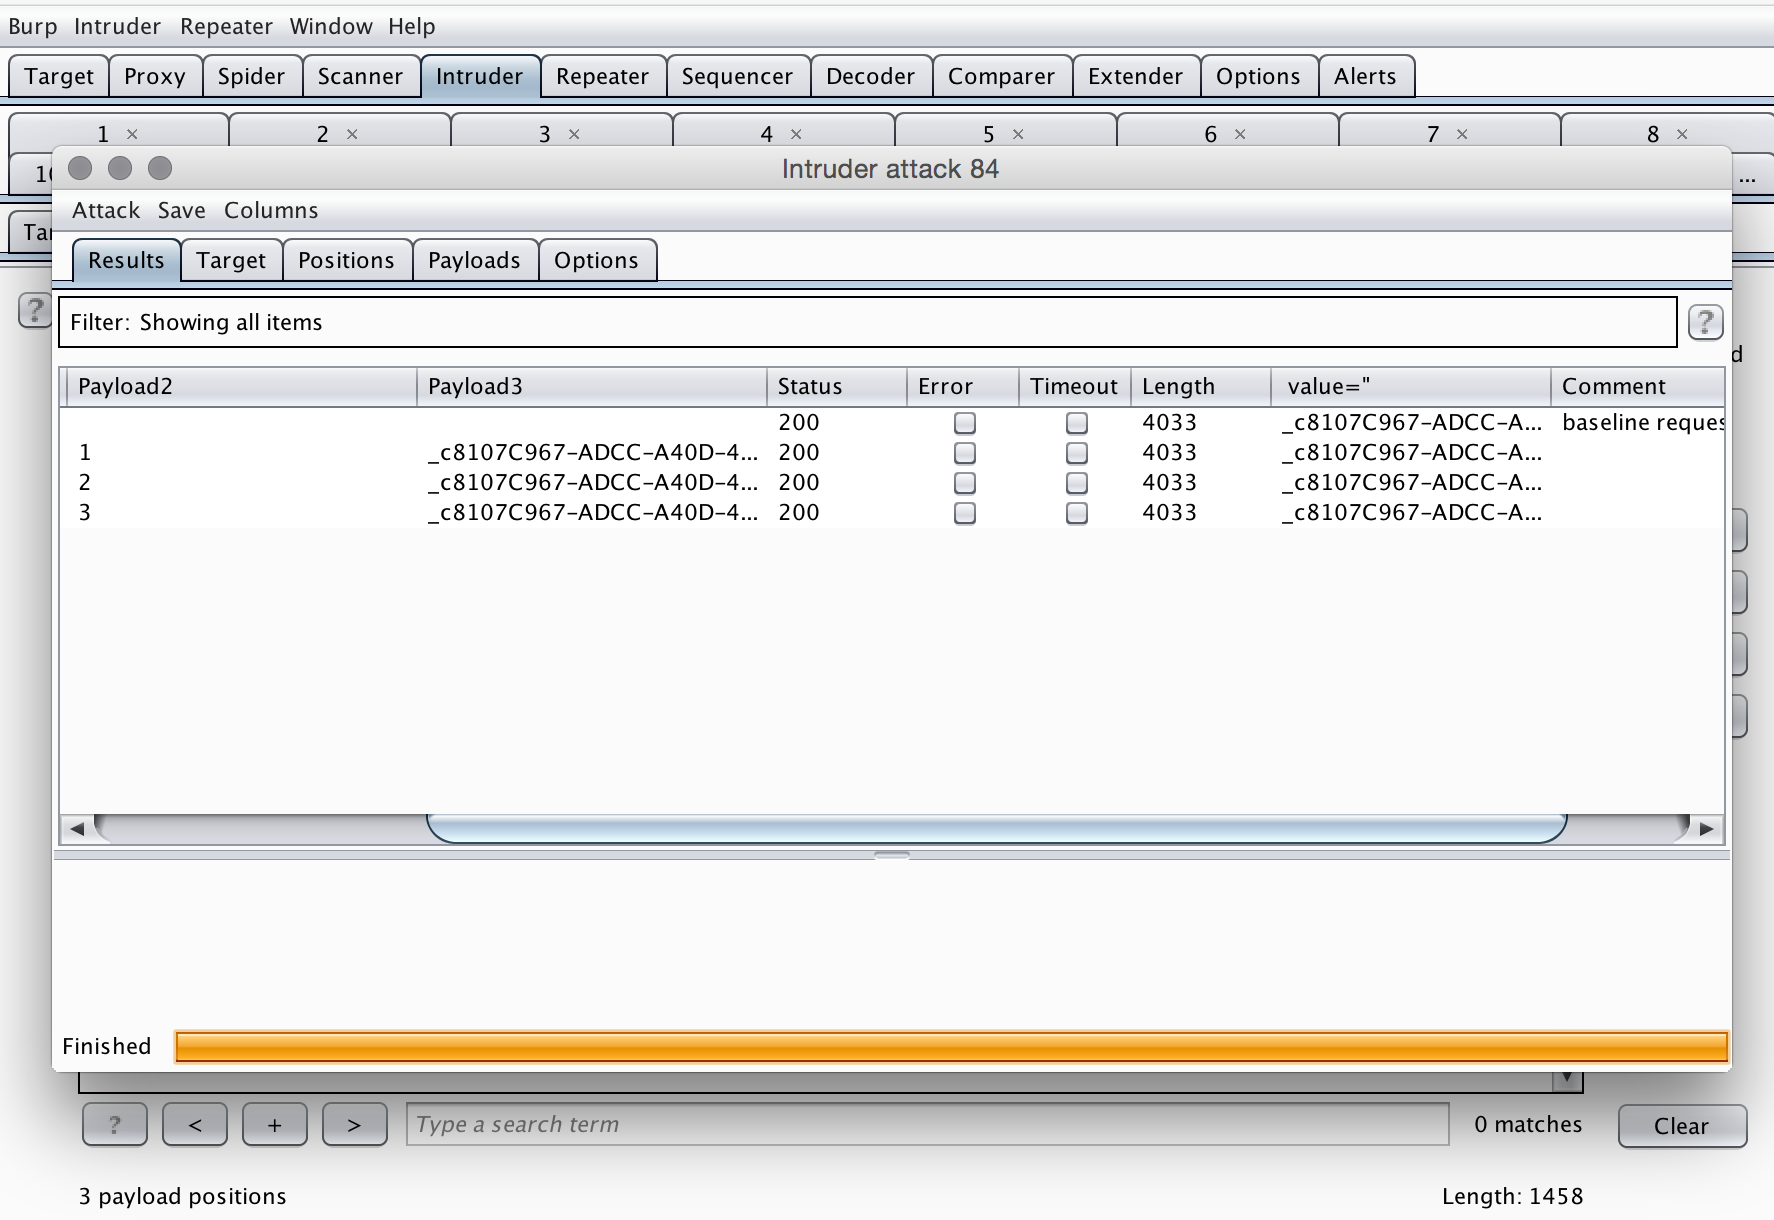 Burp Intruder Repeater Window Help
Target Proxy Spider Scanner Intruder Repeater Sequencer Decoder Comparer Extender Options Alerts
1 × 2 × 3 × 4 × 5 × 6 × 7 × 8 ×
Intruder attack 84
...
Attack Save Columns
Results Target Positions Payloads Options
?
Filter: Showing all items
?
Payload2 Payload3 Status Error Timeout Length value=" Comment
200 4033 _c8107C967-ADCC-A... baseline reques
1 _c8107C967-ADCC-A40D-4... 200 4033 _c8107C967-ADCC-A...
2 _c8107C967-ADCC-A40D-4... 200 4033 _c8107C967-ADCC-A...
3 _c8107C967-ADCC-A40D-4... 200 4033 _c8107C967-ADCC-A...
Finished
? < + > Type a search term 0 matches Clear
3 payload positions Length: 1458